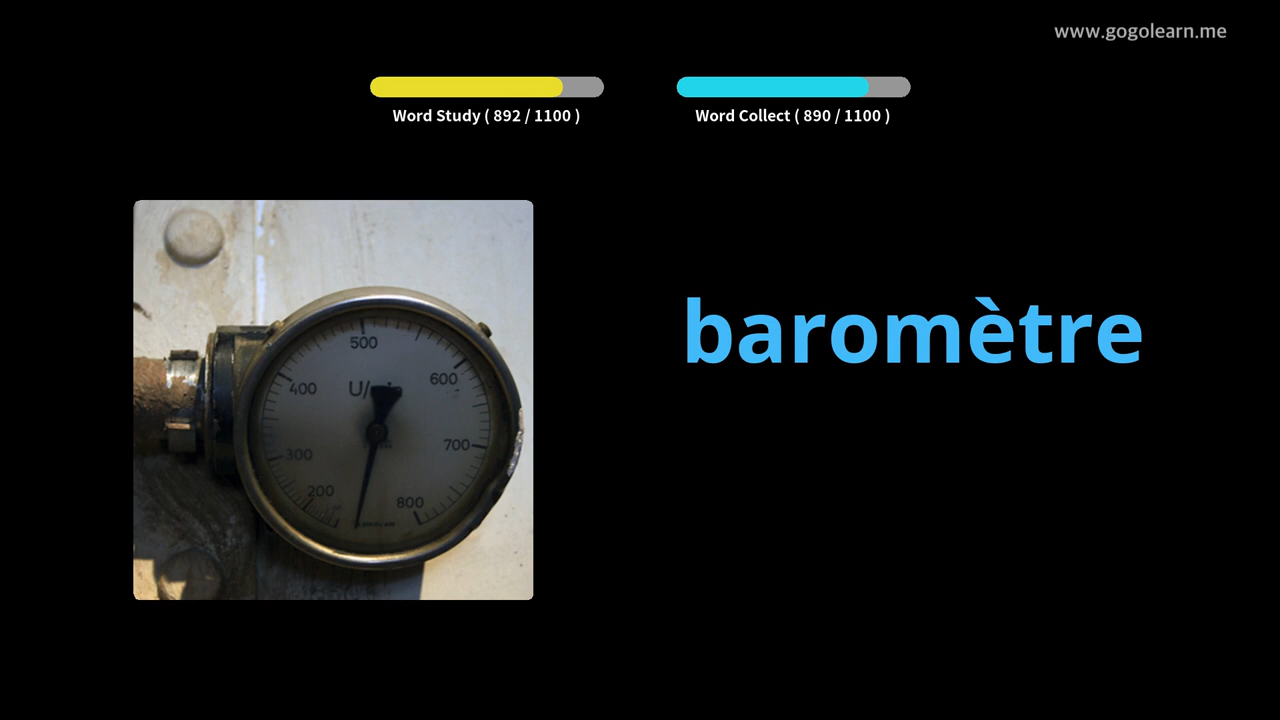 www.gogolearn.me
Word Study ( 892 / 1100 )
Word Collect ( 890 / 1100 )
baromètre
500
400
600
300
700
200
800